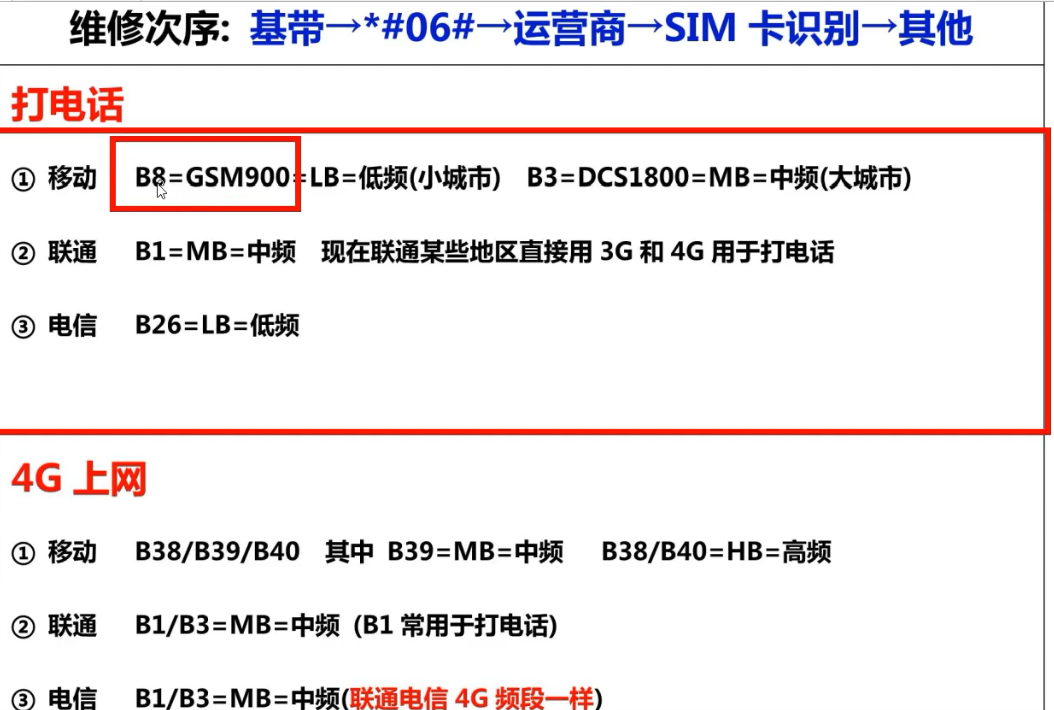 维修次序: 基带→*#06#→运营商→SIM 卡识别→其他
打电话
① 移动 B8=GSM900=LB=低频(小城市) B3=DCS1800=MB=中频(大城市)
② 联通 B1=MB=中频 现在联通某些地区直接用 3G 和 4G 用于打电话
③ 电信 B26=LB=低频
4G 上网
① 移动 B38/B39/B40 其中 B39=MB=中频 B38/B40=HB=高频
② 联通 B1/B3=MB=中频 (B1 常用于打电话)
③ 电信 B1/B3=MB=中频(联通电信 4G 频段一样)